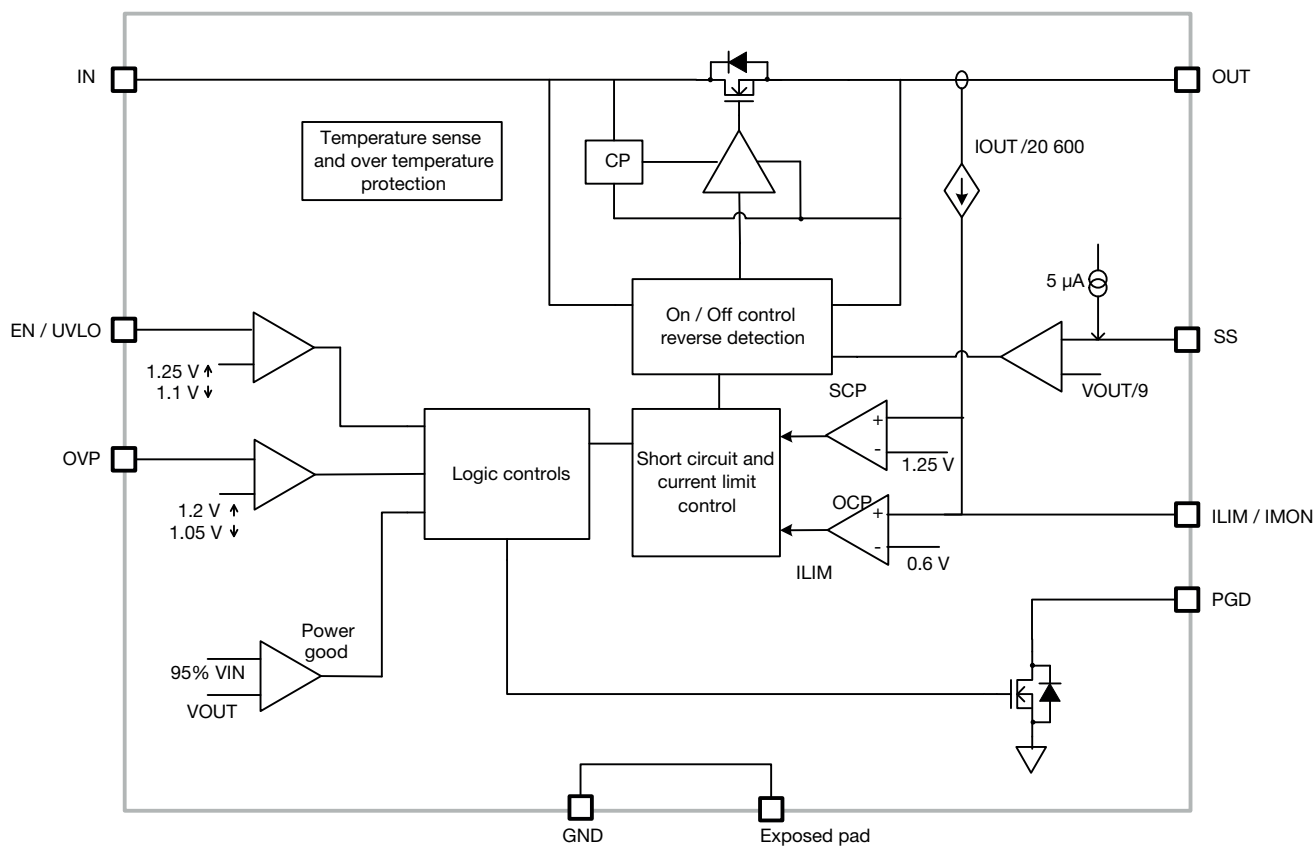 IN
OUT
Temperature sense
and over temperature
protection
CP
IOUT /20 600
5 µA
EN / UVLO
1.25 V
1.1 V
On / Off control
reverse detection
SS
VOUT/9
SCP
+
-
1.25 V
OVP
1.2 V
1.05 V
Logic controls
Short circuit and
current limit
control
OCP
+
-
0.6 V
ILIM
ILIM / IMON
PGD
Power
good
95% VIN
VOUT
GND
Exposed pad